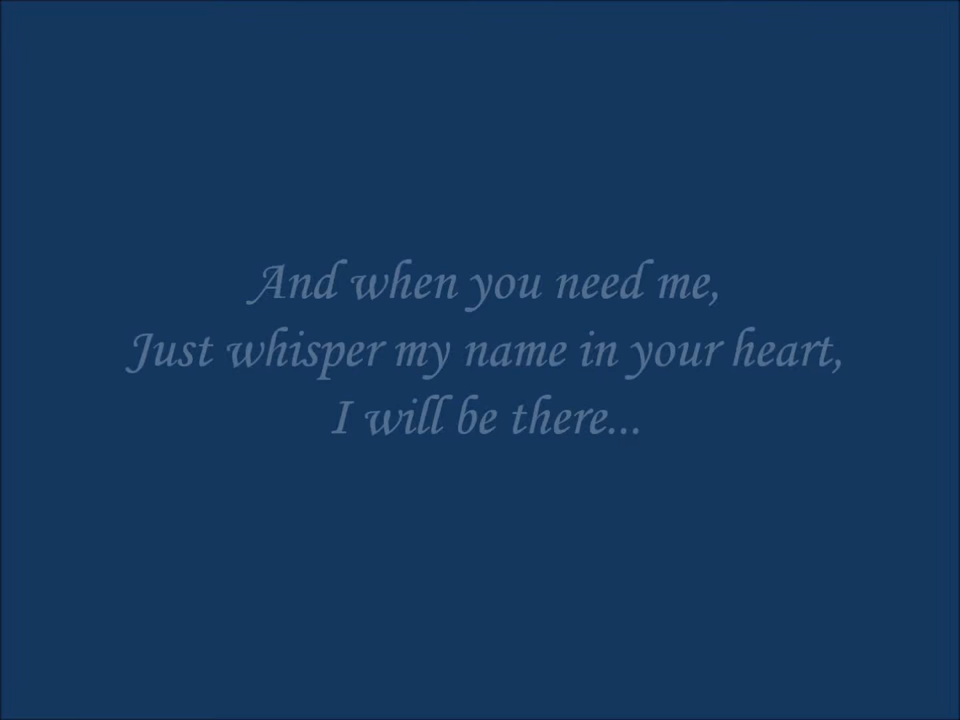 And when you need me,
Just whisper my name in your heart,
I will be there...